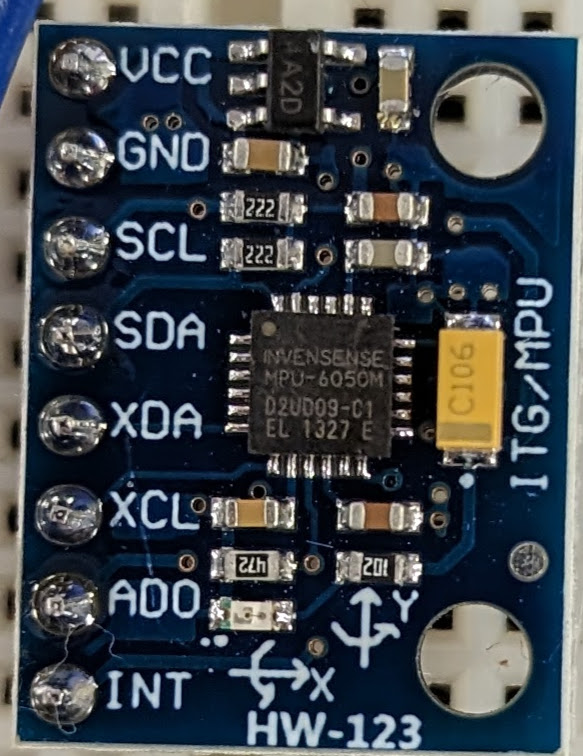 VCC
A2D
GND
222
SCL
222
SDA
INVENSENSE
MPU-6050M
D2UD09-C1
EL 1327 E
C106
ITG/MPU
XDA
XCL
472
102
ADO
Y
X
INT
HW-123